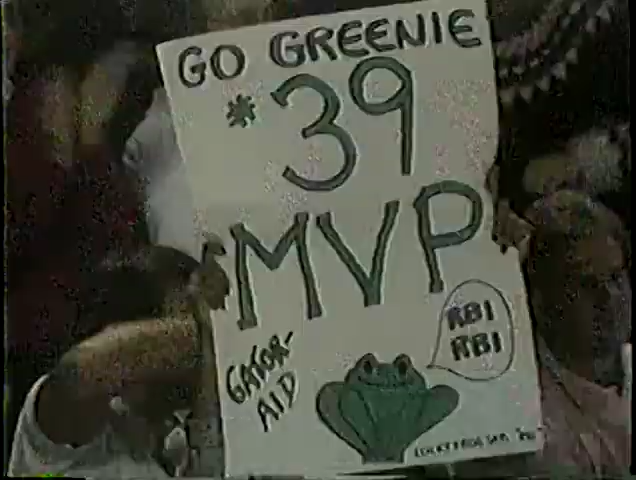 GO GREENIE
*39
MVP
RBI
RBI
GATOR-
AID